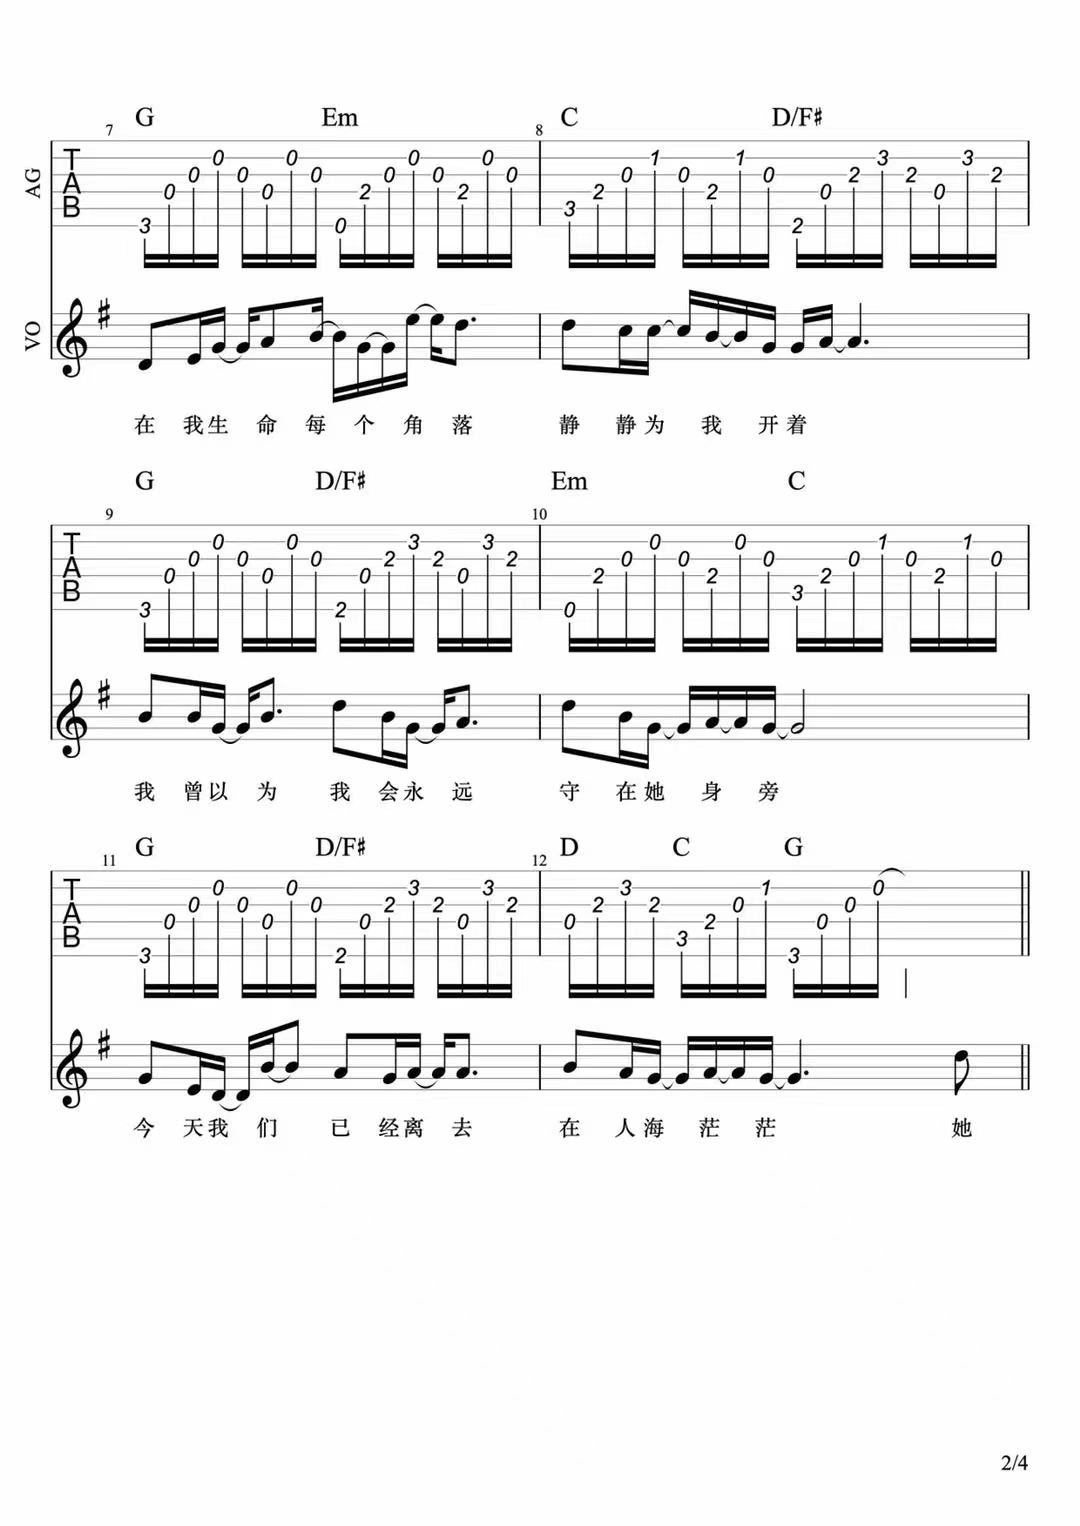 G Em C D/F♯
7 8
AG
T
A
B
3 0 0 0 0 0 0 0 0 2 0 0 0 2 0 0 3 2 0 1 0 2 1 0 2 0 2 3 2 0 3 2
VO
在 我生 命 每 个 角 落 静 静为 我 开着
G D/F♯ Em C
9 10
T
A
B
3 0 0 0 0 0 0 0 2 0 2 3 2 0 3 2 0 2 0 0 0 2 0 0 3 2 0 1 0 2 1 0
我 曾以 为 我 会永 远 守 在她 身 旁
G D/F♯ D C G
11 12
T
A
B
3 0 0 0 0 0 0 0 2 0 2 3 2 0 3 2 0 2 3 2 3 2 0 1 3 0 0 0
今 天我 们 已 经离 去 在 人海 茫 茫 她
2/4